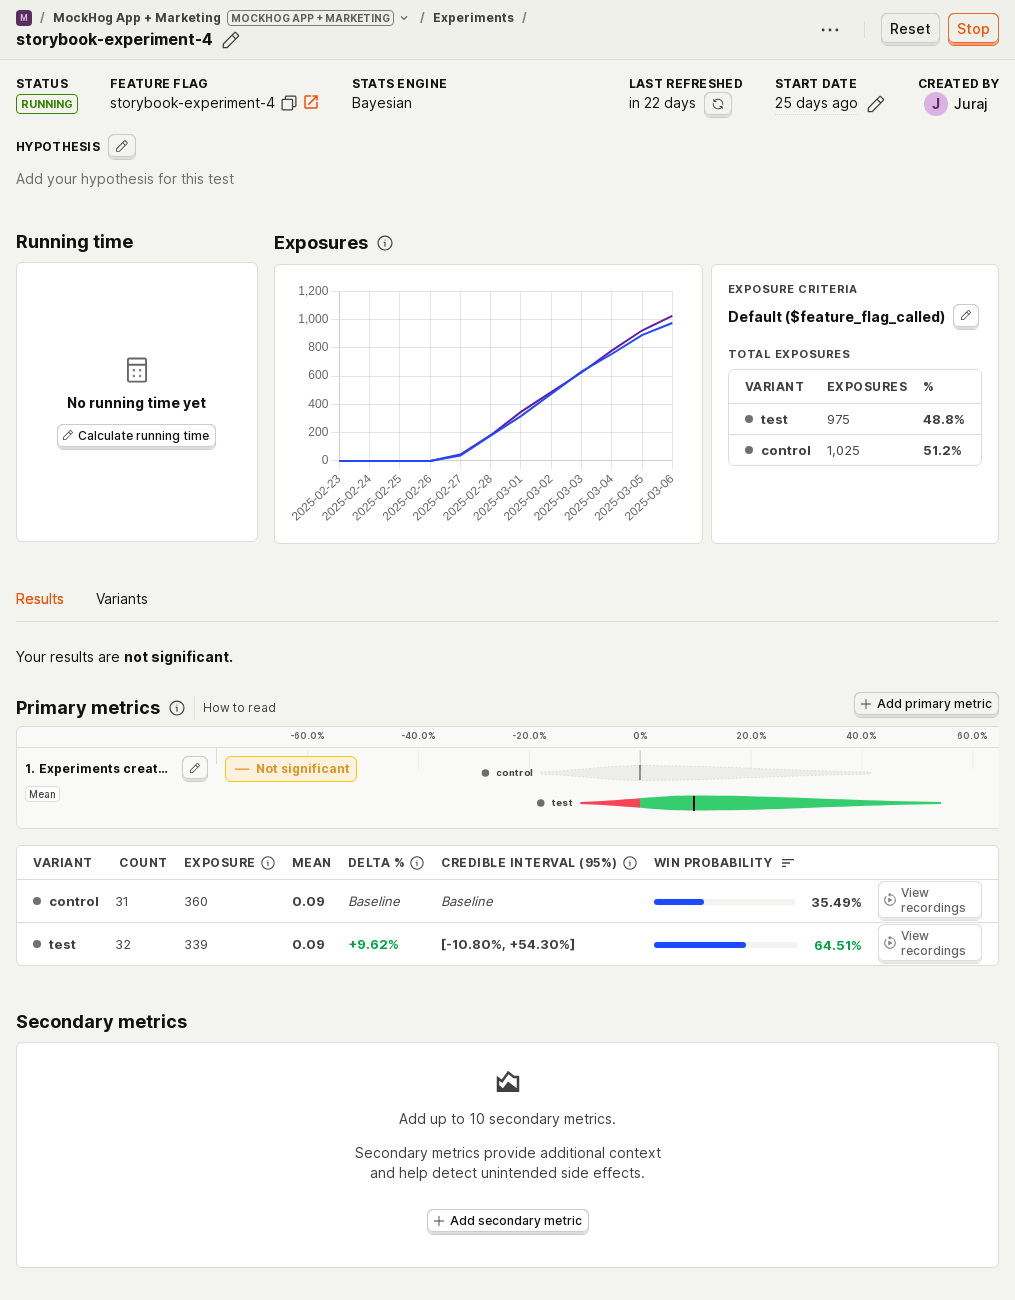 M / MockHog App + Marketing MOCKHOG APP + MARKETING / Experiments /
storybook-experiment-4
Reset
Stop
STATUS
RUNNING
FEATURE FLAG
storybook-experiment-4
STATS ENGINE
Bayesian
LAST REFRESHED
in 22 days
START DATE
25 days ago
CREATED BY
J Juraj
HYPOTHESIS
Add your hypothesis for this test
Running time
No running time yet
Calculate running time
Exposures
1,200
1,000
800
600
400
200
0
2025-02-23
2025-02-24
2025-02-25
2025-02-26
2025-02-27
2025-02-28
2025-03-01
2025-03-02
2025-03-03
2025-03-04
2025-03-05
2025-03-06
EXPOSURE CRITERIA
Default ($feature_flag_called)
TOTAL EXPOSURES
VARIANT EXPOSURES %
test 975 48.8%
control 1,025 51.2%
Results Variants
Your results are not significant.
Primary metrics How to read
Add primary metric
-60.0% -40.0% -20.0% 0% 20.0% 40.0% 60.0%
1. Experiments creat...
Mean
Not significant
control
test
VARIANT COUNT EXPOSURE MEAN DELTA % CREDIBLE INTERVAL (95%) WIN PROBABILITY
control 31 360 0.09 Baseline Baseline 35.49% View recordings
test 32 339 0.09 +9.62% [-10.80%, +54.30%] 64.51% View recordings
Secondary metrics
Add up to 10 secondary metrics.
Secondary metrics provide additional context
and help detect unintended side effects.
Add secondary metric